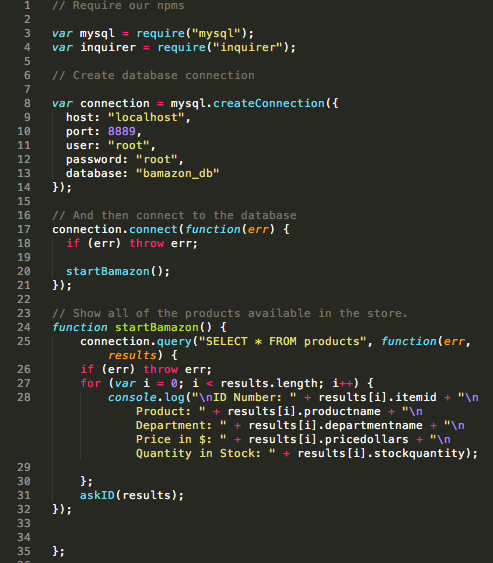 1 // Require our npms
2
3 var mysql = require("mysql");
4 var inquirer = require("inquirer");
5
6 // Create database connection
7
8 var connection = mysql.createConnection({
9   host: "localhost",
10   port: 8889,
11   user: "root",
12   password: "root",
13   database: "bamazon_db"
14 });
15
16 // And then connect to the database
17 connection.connect(function(err) {
18   if (err) throw err;
19
20   startBamazon();
21 });
22
23 // Show all of the products available in the store.
24 function startBamazon() {
25     connection.query("SELECT * FROM products", function(err,
        results) {
26     if (err) throw err;
27     for (var i = 0; i < results.length; i++) {
28         console.log("\nID Number: " + results[i].itemid + "\n
            Product: " + results[i].productname + "\n
            Department: " + results[i].departmentname + "\n
            Price in $: " + results[i].pricedollars + "\n
            Quantity in Stock: " + results[i].stockquantity);
29
30     };
31     askID(results);
32 });
33
34
35 };